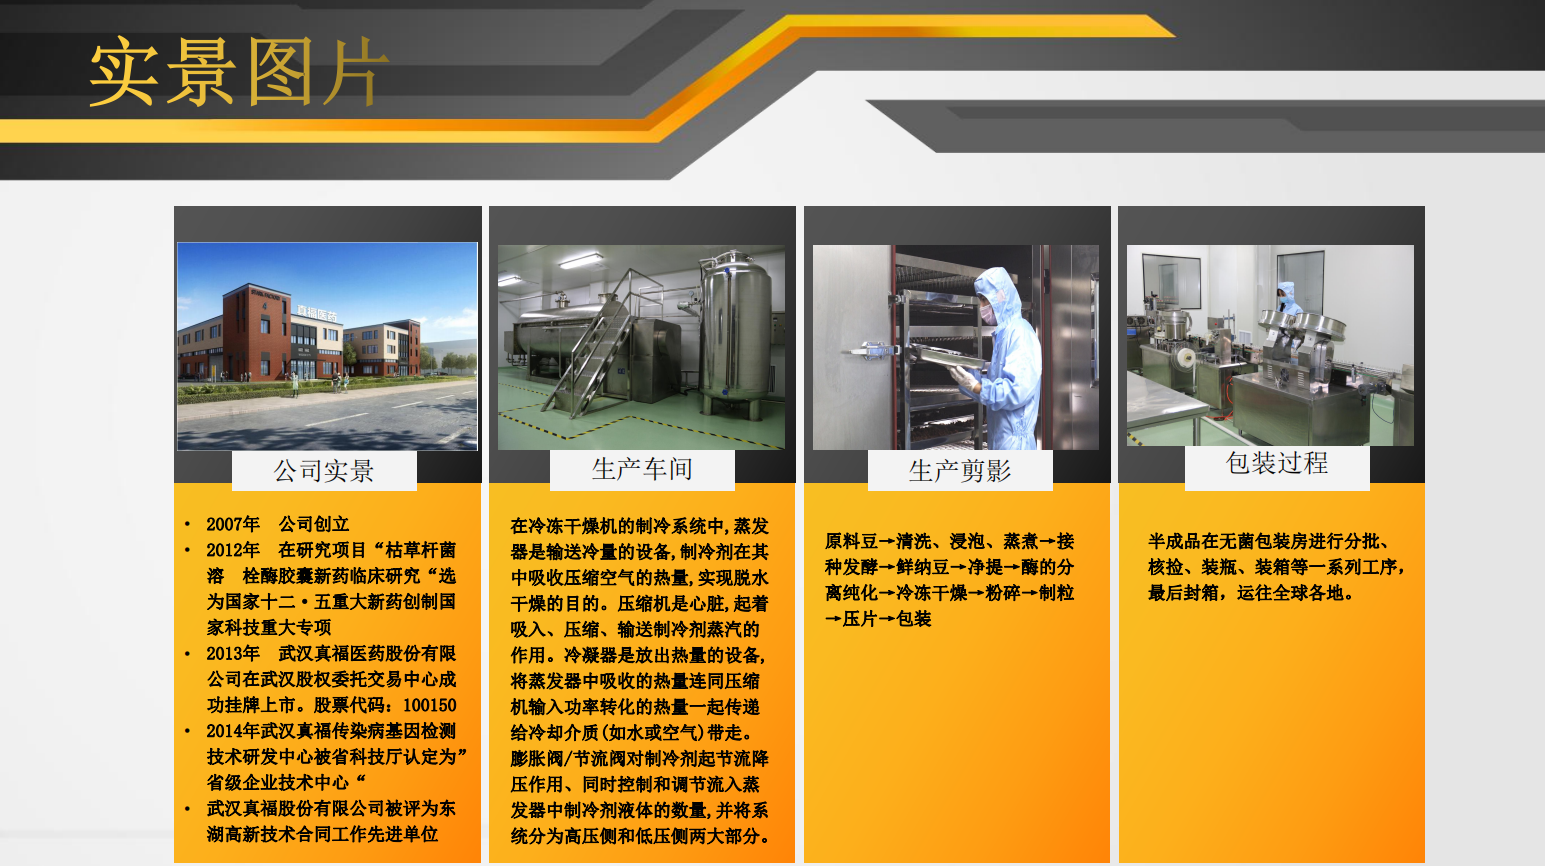 实景图片
真福医药
公司实景
2007年 公司创立
2012年 在研究项目“枯草杆菌
溶 栓酶胶囊新药临床研究“选
为国家十二·五重大新药创制国
家科技重大专项
2013年 武汉真福医药股份有限
公司在武汉股权委托交易中心成
功挂牌上市。股票代码：100150
2014年武汉真福传染病基因检测
技术研发中心被省科技厅认定为”
省级企业技术中心“
武汉真福股份有限公司被评为东
湖高新技术合同工作先进单位
生产车间
在冷冻干燥机的制冷系统中,蒸发
器是输送冷量的设备,制冷剂在其
中吸收压缩空气的热量,实现脱水
干燥的目的。压缩机是心脏,起着
吸入、压缩、输送制冷剂蒸汽的
作用。冷凝器是放出热量的设备,
将蒸发器中吸收的热量连同压缩
机输入功率转化的热量一起传递
给冷却介质(如水或空气)带走。
膨胀阀/节流阀对制冷剂起节流降
压作用、同时控制和调节流入蒸
发器中制冷剂液体的数量,并将系
统分为高压侧和低压侧两大部分。
生产剪影
原料豆→清洗、浸泡、蒸煮→接
种发酵→鲜纳豆→净提→酶的分
离纯化→冷冻干燥→粉碎→制粒
→压片→包装
包装过程
半成品在无菌包装房进行分批、
核捡、装瓶、装箱等一系列工序，
最后封箱，运往全球各地。